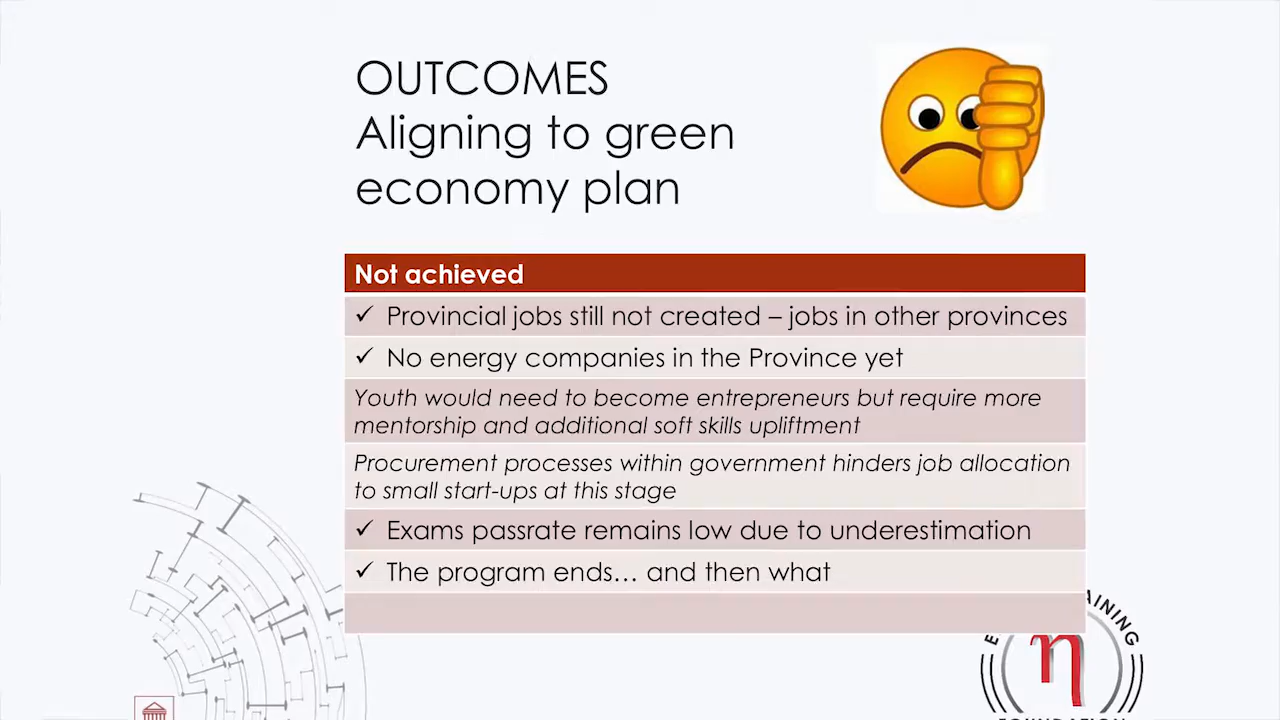 OUTCOMES
Aligning to green
economy plan
Not achieved
✓ Provincial jobs still not created – jobs in other provinces
✓ No energy companies in the Province yet
Youth would need to become entrepreneurs but require more
mentorship and additional soft skills upliftment
Procurement processes within government hinders job allocation
to small start-ups at this stage
✓ Exams passrate remains low due to underestimation
✓ The program ends... and then what
η